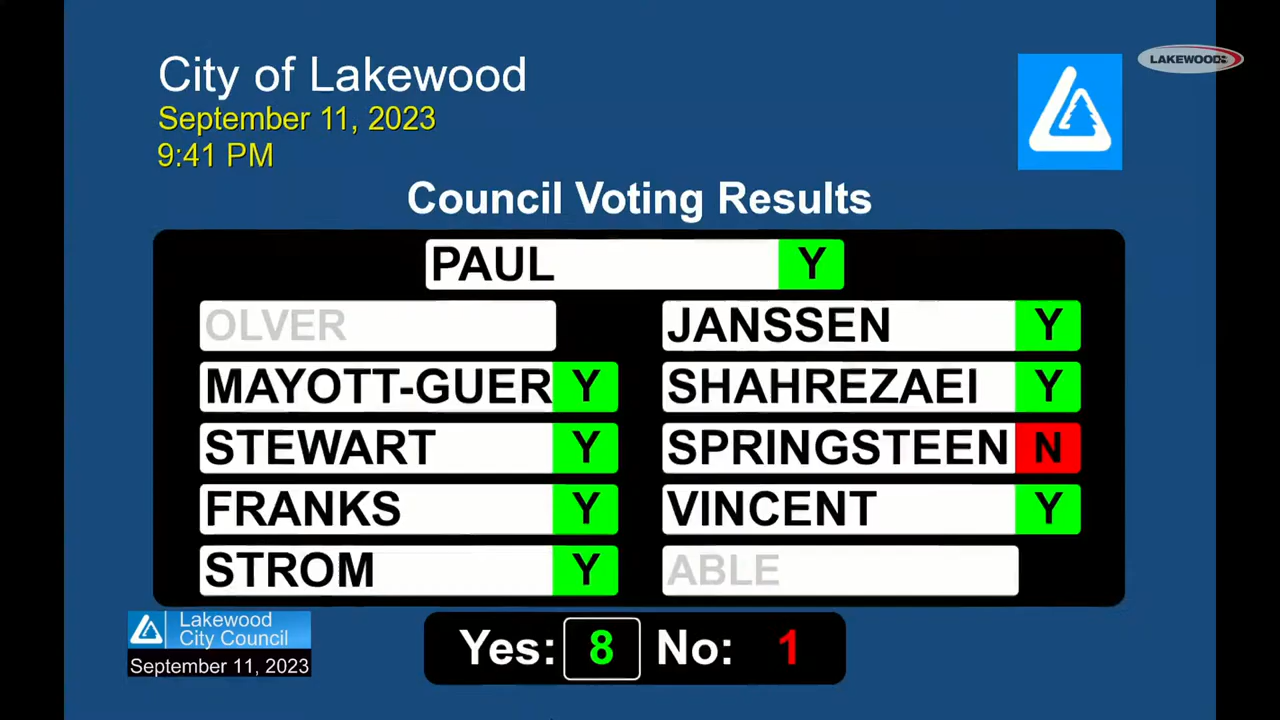 City of Lakewood
September 11, 2023
9:41 PM
LAKEWOOD
Council Voting Results
PAUL Y
OLVER
JANSSEN Y
MAYOTT-GUER Y
SHAHREZAEI Y
STEWART Y
SPRINGSTEEN N
FRANKS Y
VINCENT Y
STROM Y
ABLE
Lakewood
City Council
September 11, 2023
Yes: 8 No: 1